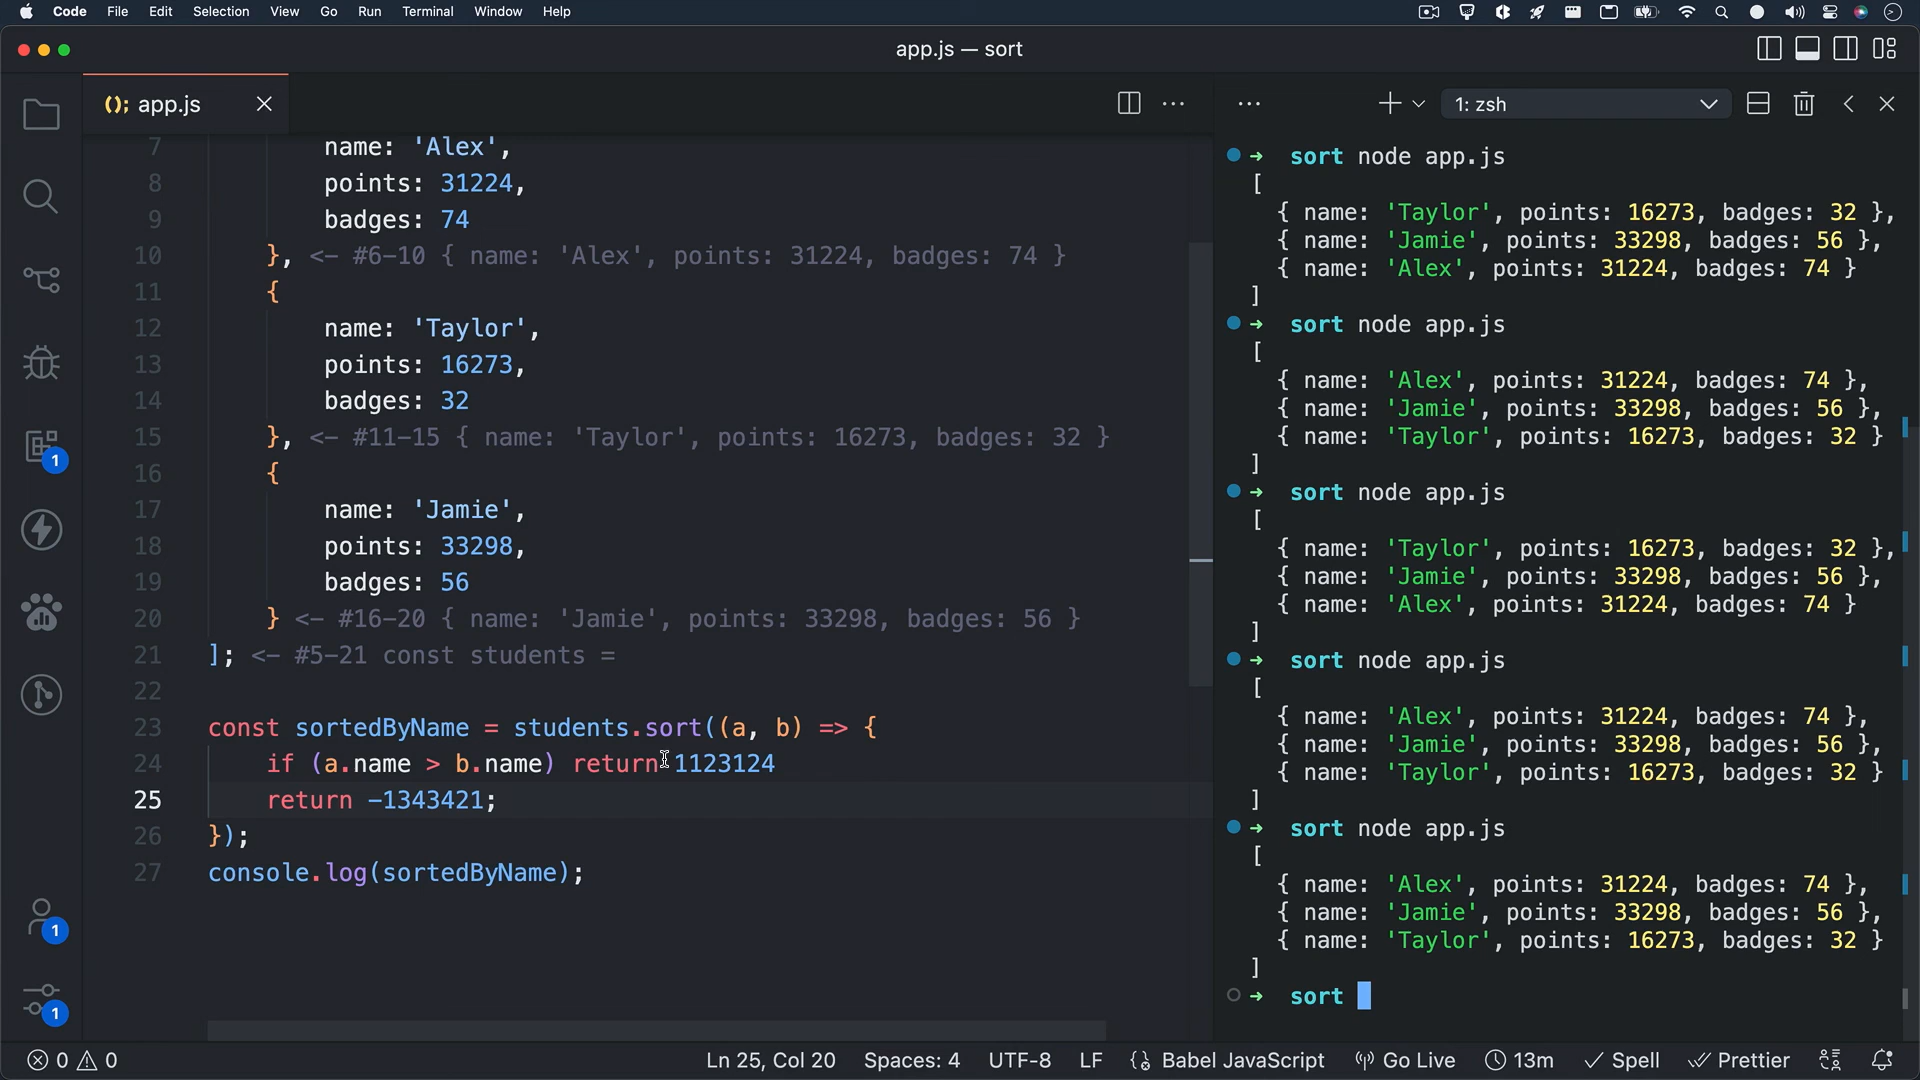 Code File Edit Selection View Go Run Terminal Window Help
app.js — sort
(); app.js
1: zsh
7 name: 'Alex',
8 points: 31224,
9 badges: 74
10 }, <- #6-10 { name: 'Alex', points: 31224, badges: 74 }
11 {
12 name: 'Taylor',
13 points: 16273,
14 badges: 32
15 }, <- #11-15 { name: 'Taylor', points: 16273, badges: 32 }
16 {
17 name: 'Jamie',
18 points: 33298,
19 badges: 56
20 } <- #16-20 { name: 'Jamie', points: 33298, badges: 56 }
21 ]; <- #5-21 const students =
22
23 const sortedByName = students.sort((a, b) => {
24 if (a.name > b.name) return 1123124
25 return -1343421;
26 });
27 console.log(sortedByName);
1
1
1
→ sort node app.js
[
{ name: 'Taylor', points: 16273, badges: 32 },
{ name: 'Jamie', points: 33298, badges: 56 },
{ name: 'Alex', points: 31224, badges: 74 }
]
→ sort node app.js
[
{ name: 'Alex', points: 31224, badges: 74 },
{ name: 'Jamie', points: 33298, badges: 56 },
{ name: 'Taylor', points: 16273, badges: 32 }
]
→ sort node app.js
[
{ name: 'Taylor', points: 16273, badges: 32 },
{ name: 'Jamie', points: 33298, badges: 56 },
{ name: 'Alex', points: 31224, badges: 74 }
]
→ sort node app.js
[
{ name: 'Alex', points: 31224, badges: 74 },
{ name: 'Jamie', points: 33298, badges: 56 },
{ name: 'Taylor', points: 16273, badges: 32 }
]
→ sort node app.js
[
{ name: 'Alex', points: 31224, badges: 74 },
{ name: 'Jamie', points: 33298, badges: 56 },
{ name: 'Taylor', points: 16273, badges: 32 }
]
→ sort
0 0 Ln 25, Col 20 Spaces: 4 UTF-8 LF Babel JavaScript Go Live 13m Spell Prettier